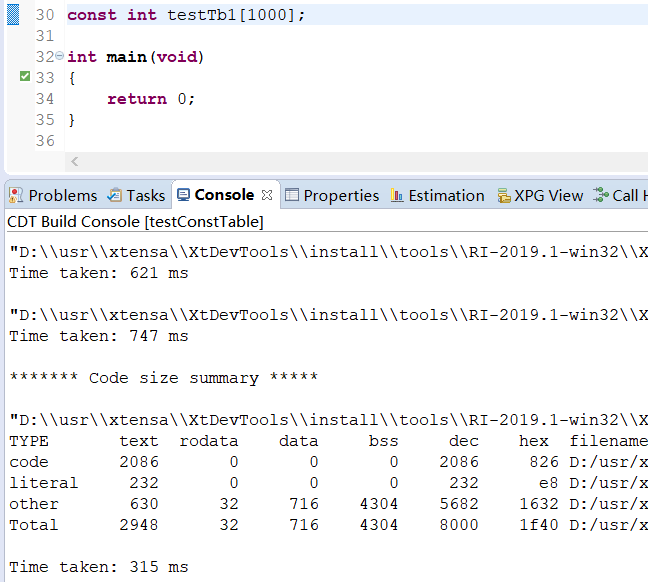 30 const int testTb1[1000];
31
32 int main(void)
33 {
34     return 0;
35 }
36
Problems Tasks Console Properties Estimation XPG View Call H
CDT Build Console [testConstTable]
"D:\\usr\\xtensa\\XtDevTools\\install\\tools\\RI-2019.1-win32\\X
Time taken: 621 ms
"D:\\usr\\xtensa\\XtDevTools\\install\\tools\\RI-2019.1-win32\\X
Time taken: 747 ms
******* Code size summary *****
"D:\\usr\\xtensa\\XtDevTools\\install\\tools\\RI-2019.1-win32\\X
TYPE text rodata data bss dec hex filename
code 2086 0 0 0 2086 826 D:/usr/x
literal 232 0 0 0 232 e8 D:/usr/x
other 630 32 716 4304 5682 1632 D:/usr/x
Total 2948 32 716 4304 8000 1f40 D:/usr/x
Time taken: 315 ms